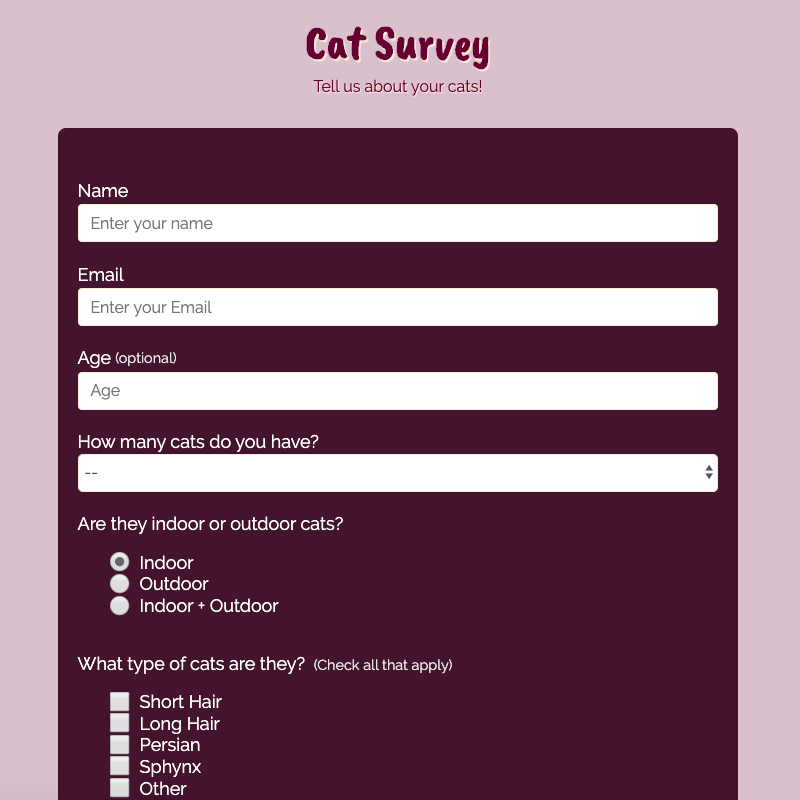 Cat Survey
Tell us about your cats!
Name
Enter your name
Email
Enter your Email
Age (optional)
Age
How many cats do you have?
--
Are they indoor or outdoor cats?
Indoor
Outdoor
Indoor + Outdoor
What type of cats are they? (Check all that apply)
Short Hair
Long Hair
Persian
Sphynx
Other